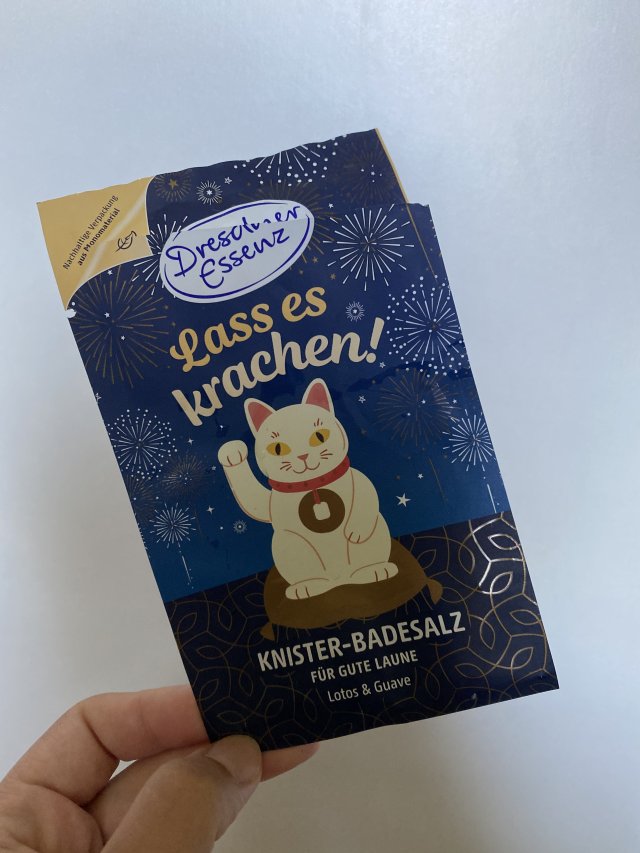 Nachhaltige Verpackung
aus Monomaterial
Dresdner
Essenz
Lass es
krachen!
KNISTER-BADESALZ
FÜR GUTE LAUNE
Lotos & Guave